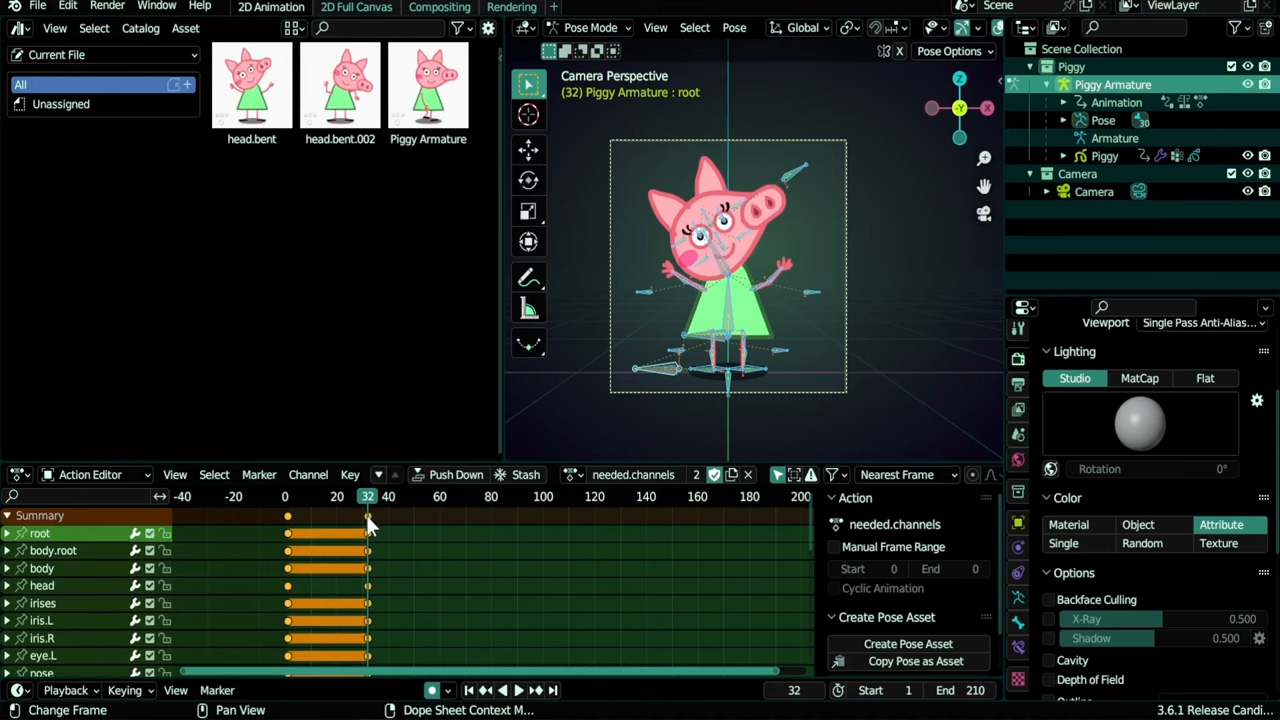 File Edit Render Window Help 2D Animation 2D Full Canvas Compositing Rendering + Scene ViewLayer
View Select Catalog Asset
Pose Mode View Select Pose Global
X Pose Options
Current File
All
Unassigned
head.bent head.bent.002 Piggy Armature
Camera Perspective
(32) Piggy Armature : root
Z
-Y
X
Scene Collection
Piggy
Piggy Armature
Animation
Pose 30
Armature
Piggy
Camera
Camera
Viewport Single Pass Anti-Alias...
Lighting
Studio MatCap Flat
Rotation 0°
Color
Material Object Attribute
Single Random Texture
Options
Backface Culling
X-Ray 0.500
Shadow 0.500
Cavity
Depth of Field
Action Editor View Select Marker Channel Key Push Down Stash needed.channels 2 Nearest Frame
-40 -20 0 20 32 40 60 80 100 120 140 160 180 200
Summary
root
body.root
body
head
irises
iris.L
iris.R
eye.L
nose
Action
needed.channels
Manual Frame Range
Start 0 End 0
Cyclic Animation
Create Pose Asset
Create Pose Asset
Copy Pose as Asset
Playback Keying View Marker 32 Start 1 End 210
Change Frame Pan View Dope Sheet Context M... 3.6.1 Release Candi...